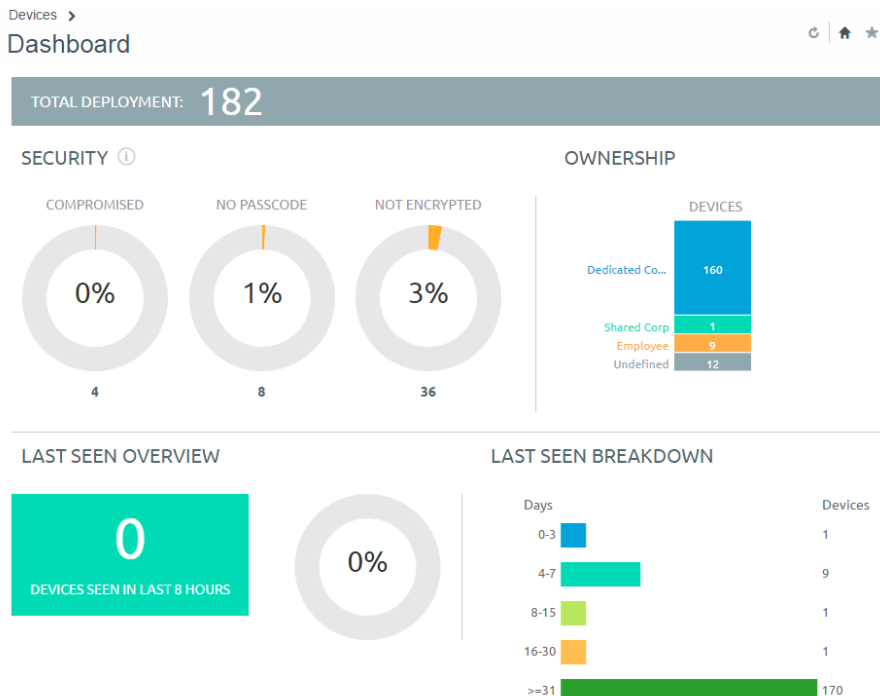 Devices >
Dashboard
TOTAL DEPLOYMENT: 182
SECURITY
OWNERSHIP
COMPROMISED NO PASSCODE NOT ENCRYPTED
0% 1% 3%
4 8 36
DEVICES
Dedicated Co... 160
Shared Corp 1
Employee 9
Undefined 12
LAST SEEN OVERVIEW
0
DEVICES SEEN IN LAST 8 HOURS
0%
LAST SEEN BREAKDOWN
Days Devices
0-3 1
4-7 9
8-15 1
16-30 1
>=31 170